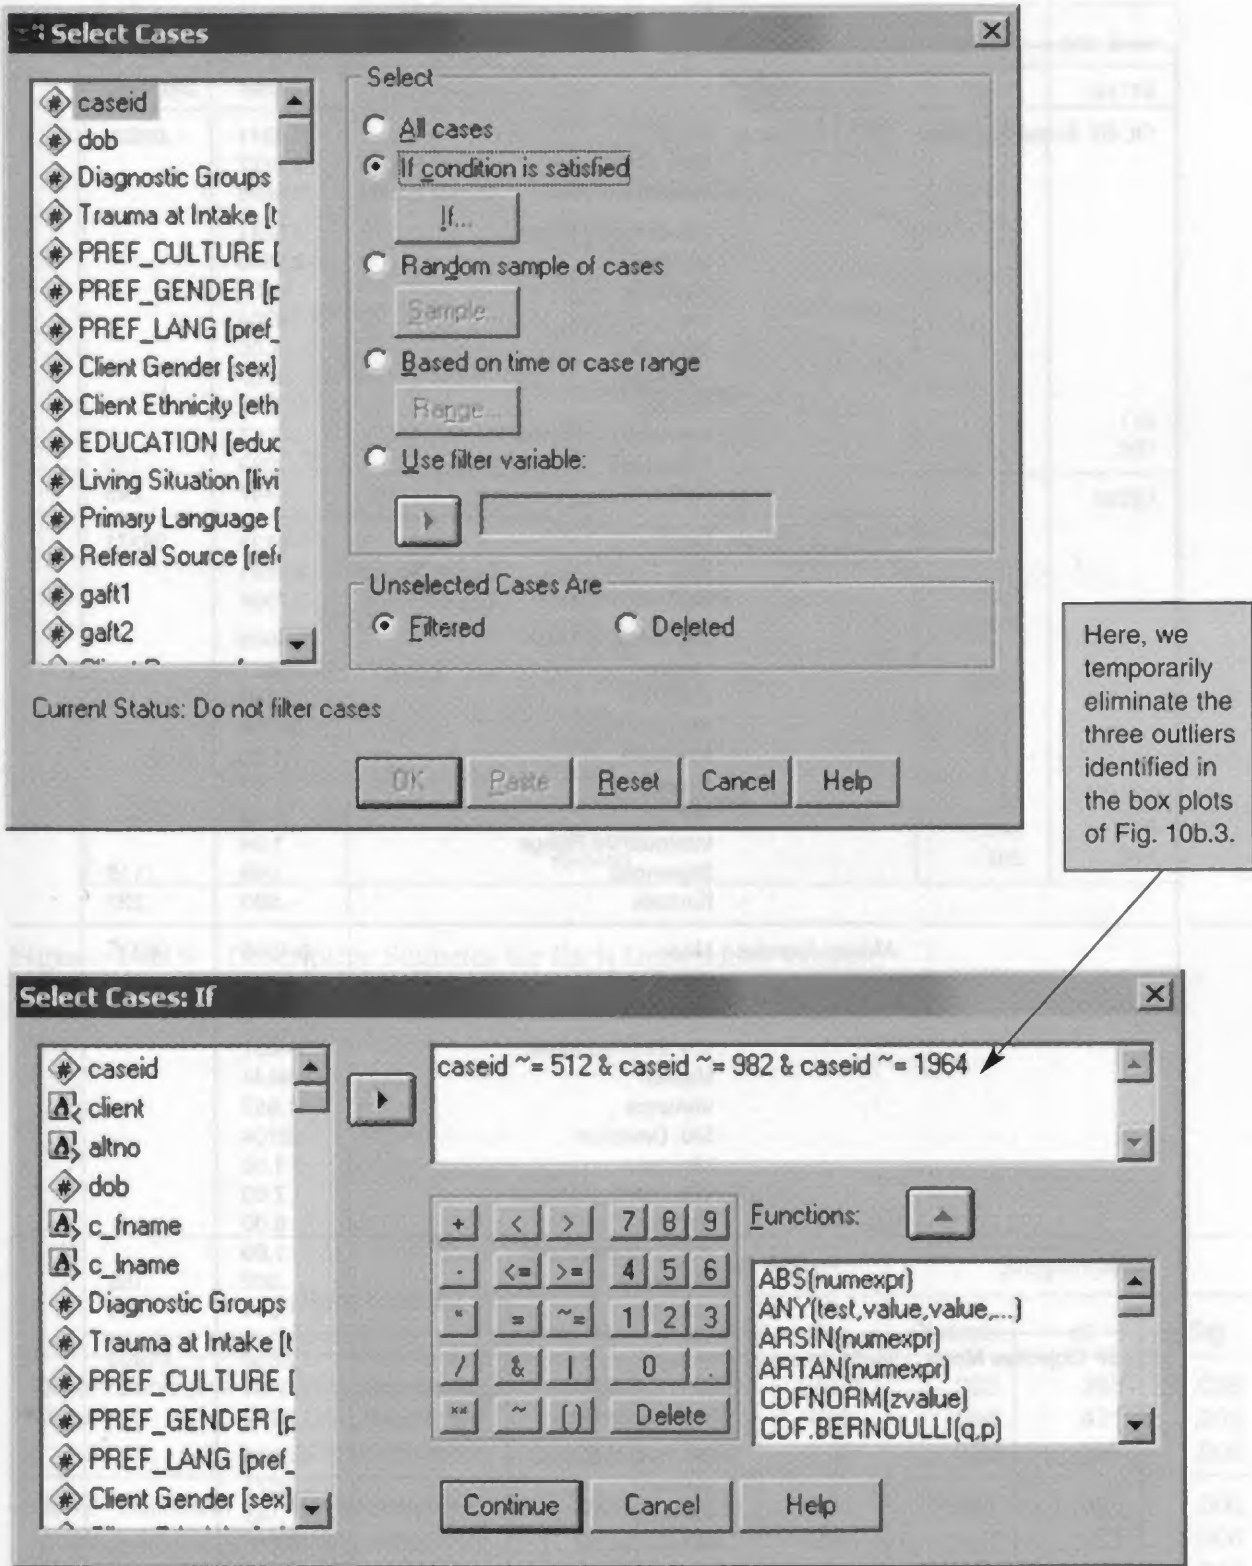 Select Cases
caseid
dob
Diagnostic Groups
Trauma at Intake [t
PREF_CULTURE [
PREF_GENDER [p
PREF_LANG [pref_
Client Gender [sex]
Client Ethnicity [eth
EDUCATION [educ
Living Situation [livi
Primary Language [
Referal Source [refe
gaft1
gaft2
Select
All cases
If condition is satisfied
If...
Random sample of cases
Sample...
Based on time or case range
Range...
Use filter variable:
Unselected Cases Are
Filtered
Deleted
Current Status: Do not filter cases
OK
Paste
Reset
Cancel
Help
Here, we
temporarily
eliminate the
three outliers
identified in
the box plots
of Fig. 10b.3.
Select Cases: If
caseid
client
altno
dob
c_fname
c_lname
Diagnostic Groups
Trauma at Intake [t
PREF_CULTURE [
PREF_GENDER [p
PREF_LANG [pref_
Client Gender [sex]
caseid ~= 512 & caseid ~= 982 & caseid ~= 1964
+ < > 7 8 9
- <= >= 4 5 6
* = ~= 1 2 3
/ & | 0 .
** ~ () Delete
Functions:
ABS(numexpr)
ANY(test,value,value,...)
ARSIN(numexpr)
ARTAN(numexpr)
CDFNORM(zvalue)
CDF.BERNOULLI(q,p)
Continue
Cancel
Help